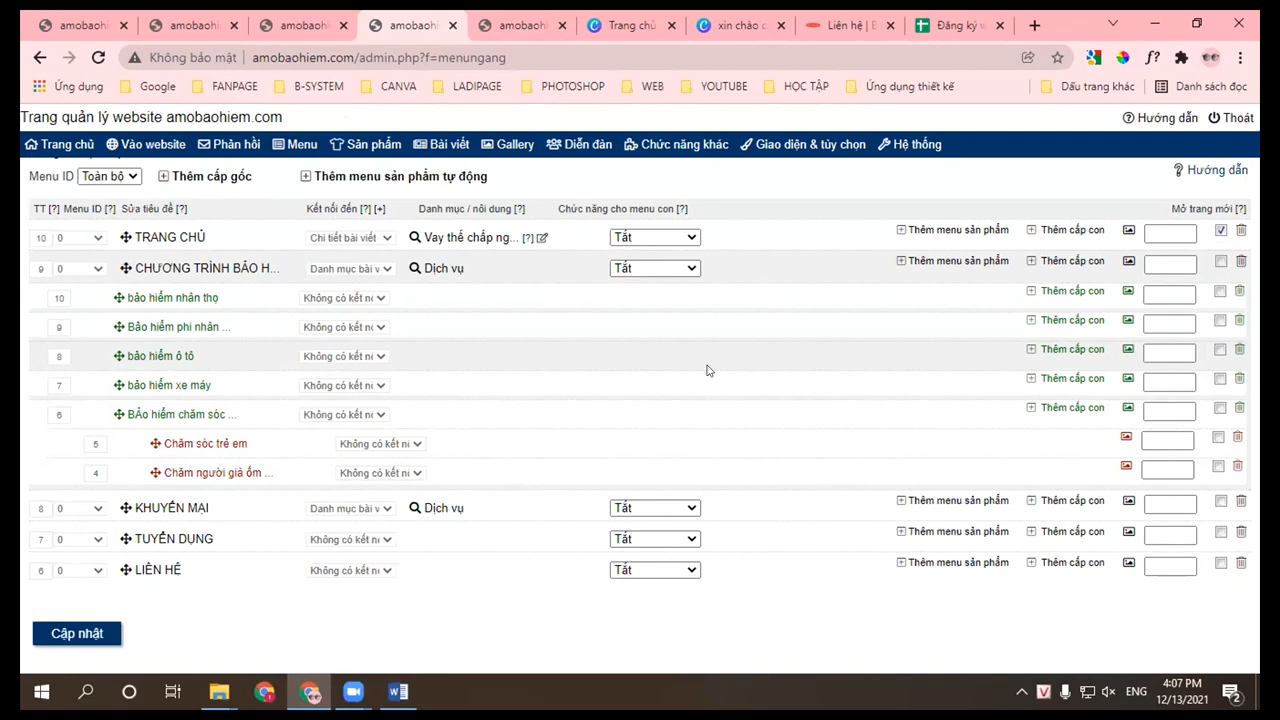 amobaohi
amobaohi
amobaohi
amobaohi
amobaohi
Trang chủ
xin chào c
Liên hệ | B
Đăng ký w
Không bảo mật
amobaohiem.com/admin.php?f=menungang
f?
Ứng dụng
Google
FANPAGE
B-SYSTEM
CANVA
LADIPAGE
PHOTOSHOP
WEB
YOUTUBE
HỌC TẬP
Ứng dụng thiết kế
Dấu trang khác
Danh sách đọc
Trang quản lý website amobaohiem.com
Hướng dẫn
Thoát
Trang chủ
Vào website
Phản hồi
Menu
Sản phẩm
Bài viết
Gallery
Diễn đàn
Chức năng khác
Giao diện & tùy chọn
Hệ thống
Menu ID
Toàn bộ
Thêm cấp gốc
Thêm menu sản phẩm tự động
Hướng dẫn
TT [?] Menu ID [?] Sửa tiêu đề [?] Kết nối đến [?] [+] Danh mục / nôi dung [?] Chức năng cho menu con [?] Mở trang mới [?]
10 0 TRANG CHỦ Chi tiết bài viết Vay thế chấp ng... [?] Tắt Thêm menu sản phẩm Thêm cấp con
9 0 CHƯƠNG TRÌNH BẢO H... Danh mục bài v Dịch vụ Tắt Thêm menu sản phẩm Thêm cấp con
10 bảo hiểm nhân thọ Không có kết nố Thêm cấp con
9 Bảo hiểm phi nhân ... Không có kết nố Thêm cấp con
8 bảo hiểm ô tô Không có kết nố Thêm cấp con
7 bảo hiểm xe máy Không có kết nố Thêm cấp con
6 BẢo hiểm chăm sóc ... Không có kết nố Thêm cấp con
5 Chăm sóc trẻ em Không có kết nố
4 Chăm người già ốm ... Không có kết nố
8 0 KHUYẾN MẠI Danh mục bài v Dịch vụ Tắt Thêm menu sản phẩm Thêm cấp con
7 0 TUYỂN DỤNG Không có kết nố Tắt Thêm menu sản phẩm Thêm cấp con
6 0 LIÊN HỆ Không có kết nố Tắt Thêm menu sản phẩm Thêm cấp con
Cập nhật
ENG
4:07 PM
12/13/2021
2